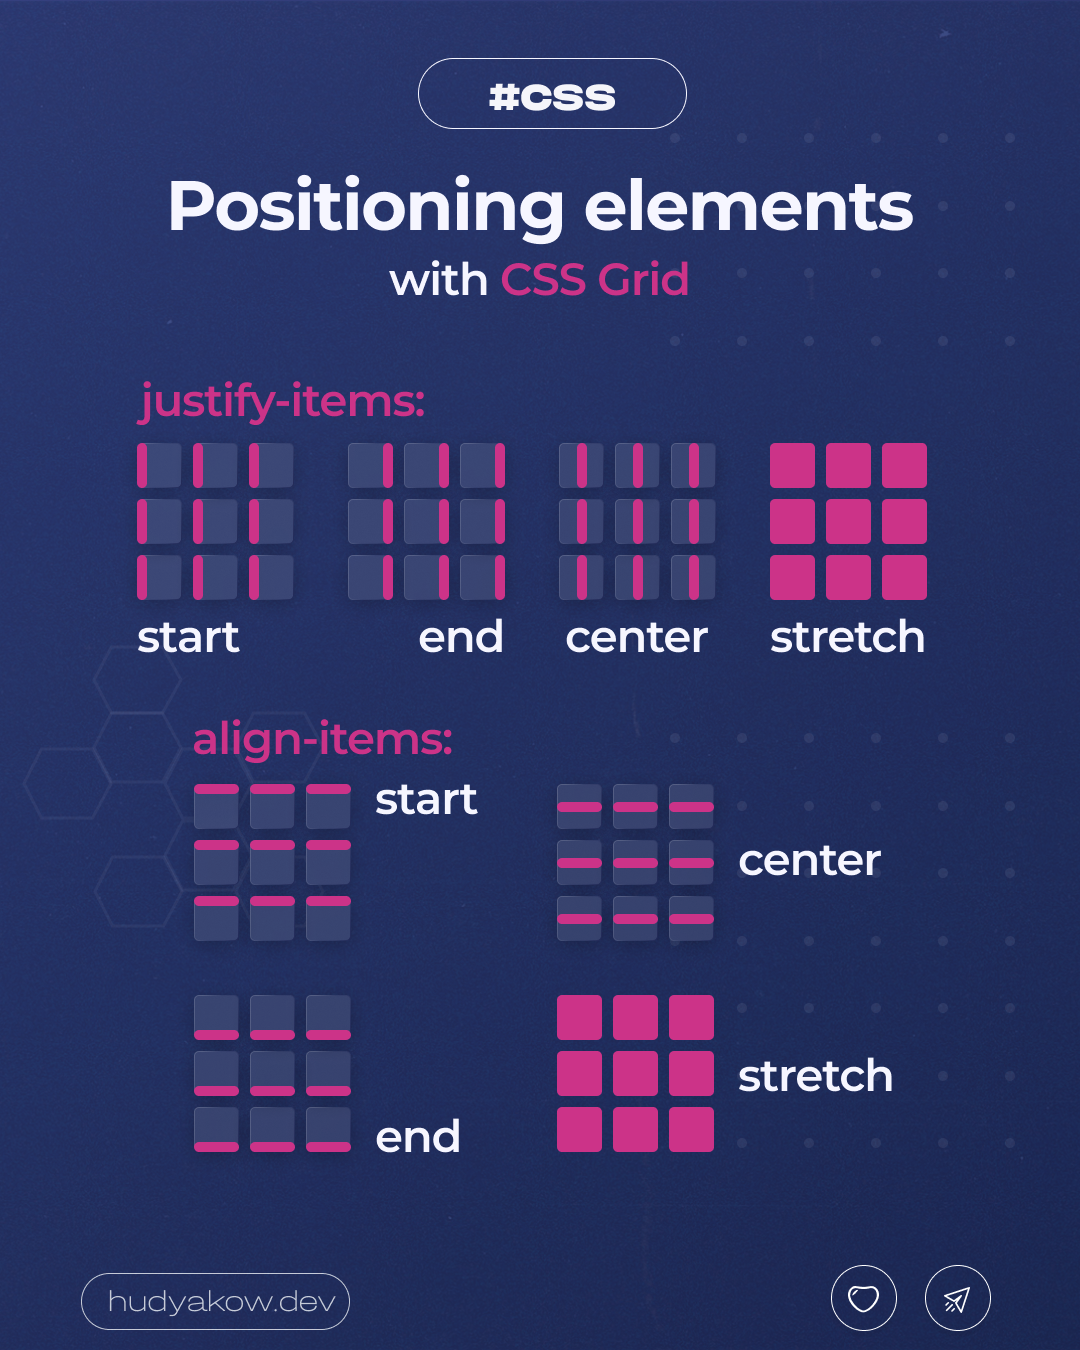 #CSS
Positioning elements
with CSS Grid
justify-items:
start end center stretch
align-items:
start
center
end
stretch
hudyakow.dev